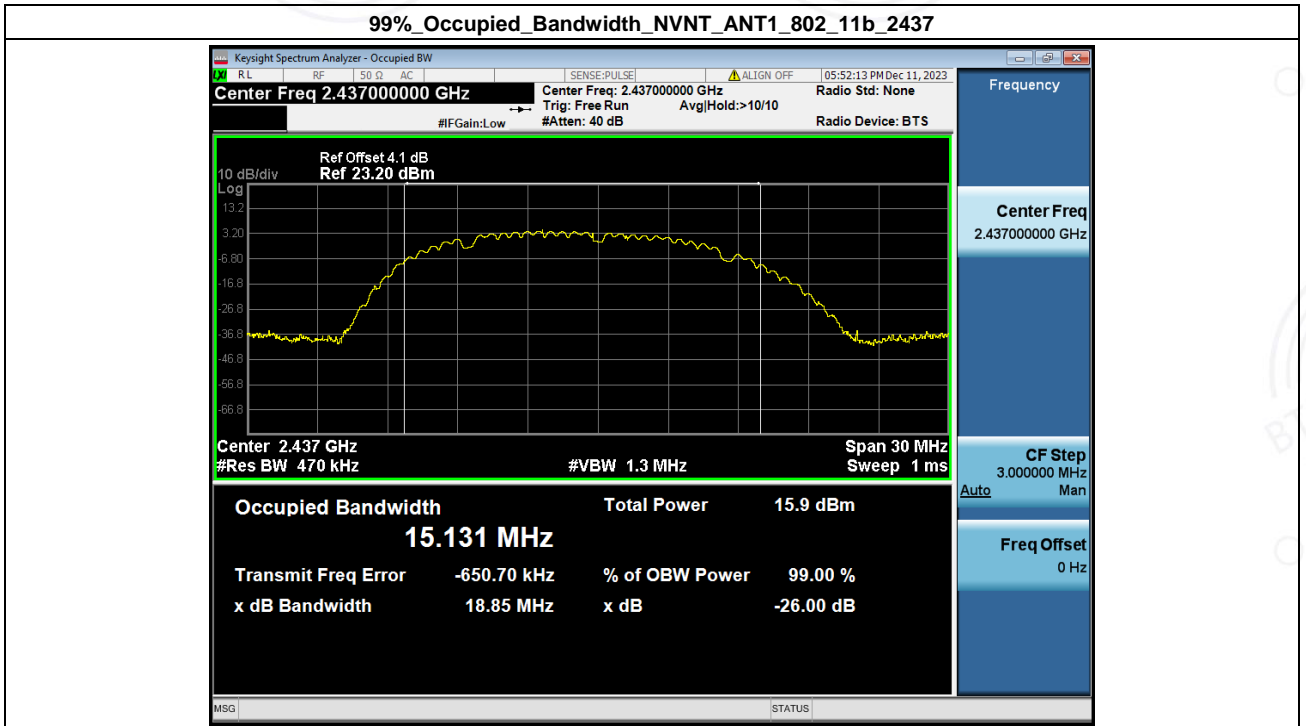 99%_Occupied_Bandwidth_NVNT_ANT1_802_11b_2437
Keysight Spectrum Analyzer - Occupied BW
LXI RL RF 50 Ω AC SENSE:PULSE ALIGN OFF 05:52:13 PM Dec 11, 2023
Center Freq 2.437000000 GHz
Center Freq: 2.437000000 GHz Radio Std: None
Trig: Free Run Avg|Hold:>10/10
#IFGain:Low #Atten: 40 dB Radio Device: BTS
Ref Offset 4.1 dB
10 dB/div Ref 23.20 dBm
Log
13.2
3.20
-6.80
-16.8
-26.8
-36.8
-46.8
-56.8
-66.8
Center 2.437 GHz Span 30 MHz
#Res BW 470 kHz #VBW 1.3 MHz Sweep 1 ms
Occupied Bandwidth Total Power 15.9 dBm
15.131 MHz
Transmit Freq Error -650.70 kHz % of OBW Power 99.00 %
x dB Bandwidth 18.85 MHz x dB -26.00 dB
MSG STATUS
Frequency
Center Freq
2.437000000 GHz
CF Step
3.000000 MHz
Auto Man
Freq Offset
0 Hz